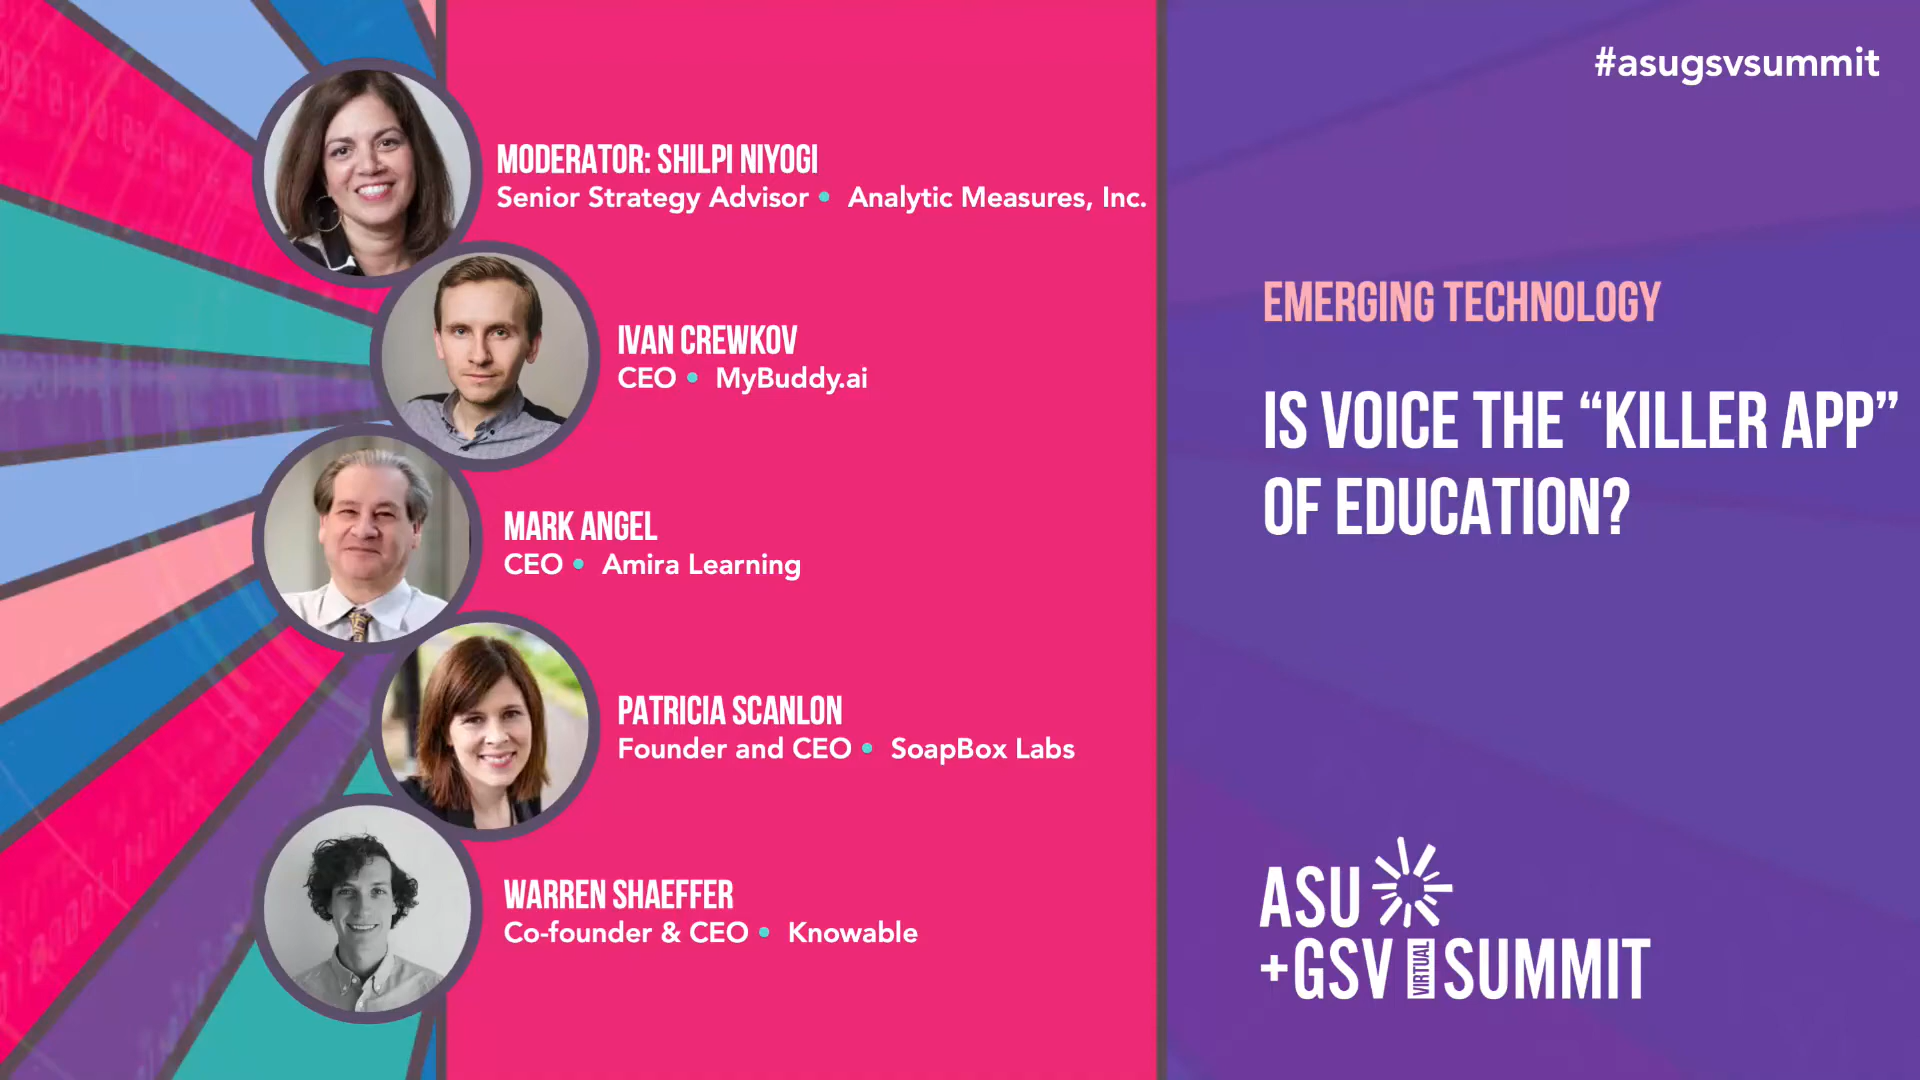 #asugsvsummit
MODERATOR: SHILPI NIYOGI
Senior Strategy Advisor • Analytic Measures, Inc.
IVAN CREWKOV
CEO • MyBuddy.ai
MARK ANGEL
CEO • Amira Learning
PATRICIA SCANLON
Founder and CEO • SoapBox Labs
WARREN SHAEFFER
Co-founder & CEO • Knowable
EMERGING TECHNOLOGY
IS VOICE THE “KILLER APP”
OF EDUCATION?
ASU
+GSV VIRTUAL SUMMIT